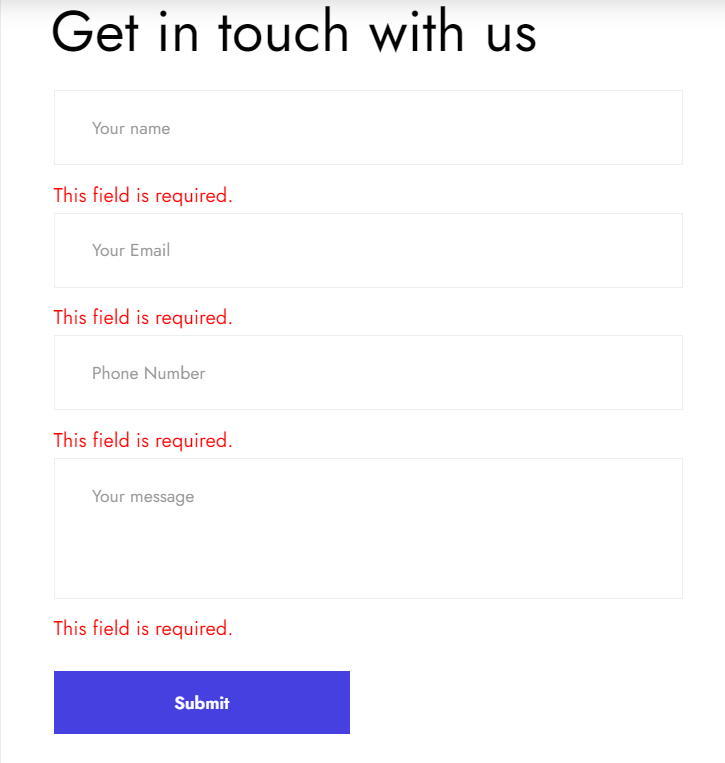 Get in touch with us
Your name
This field is required.
Your Email
This field is required.
Phone Number
This field is required.
Your message
This field is required.
Submit